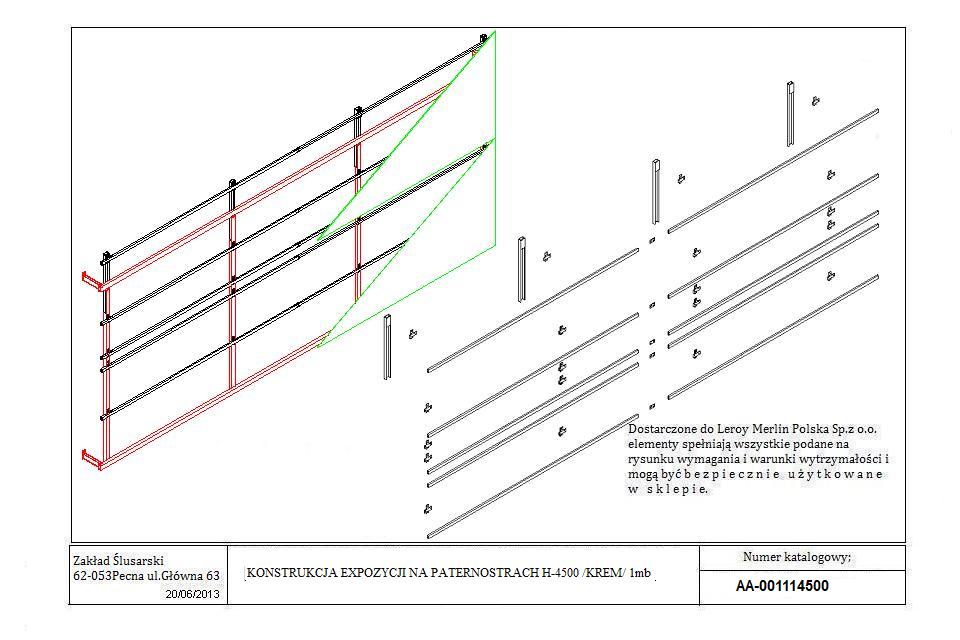 Dostarczone do Leroy Merlin Polska Sp.z o.o.
elementy spełniają wszystkie podane na
rysunku wymagania i warunki wytrzymałości i
mogą być b e z p i e c z n i e u ż y t k o w a n e
w s k l e p i e.
Zakład Ślusarski
62-053Pecna ul.Główna 63
20/06/2013
KONSTRUKCJA EXPOZYCJI NA PATERNOSTRACH H-4500 /KREM/ 1mb
Numer katalogowy;
AA-001114500